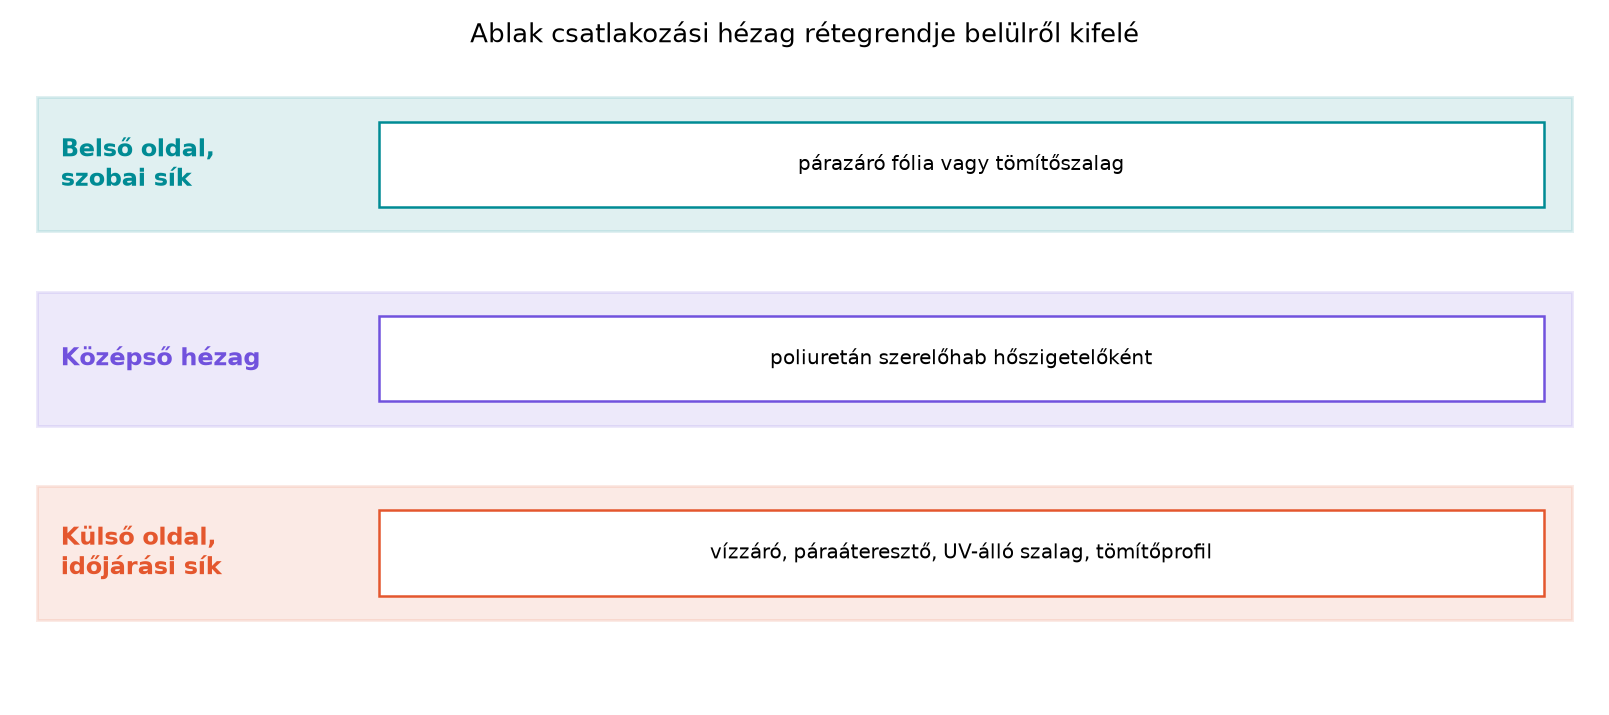 Ablak csatlakozási hézag rétegrendje belülről kifelé
Belső oldal,
szobai sík
párazáró fólia vagy tömítőszalag
Középső hézag
poliuretán szerelőhab hőszigetelőként
Külső oldal,
időjárási sík
vízzáró, páraáteresztő, UV-álló szalag, tömítőprofil